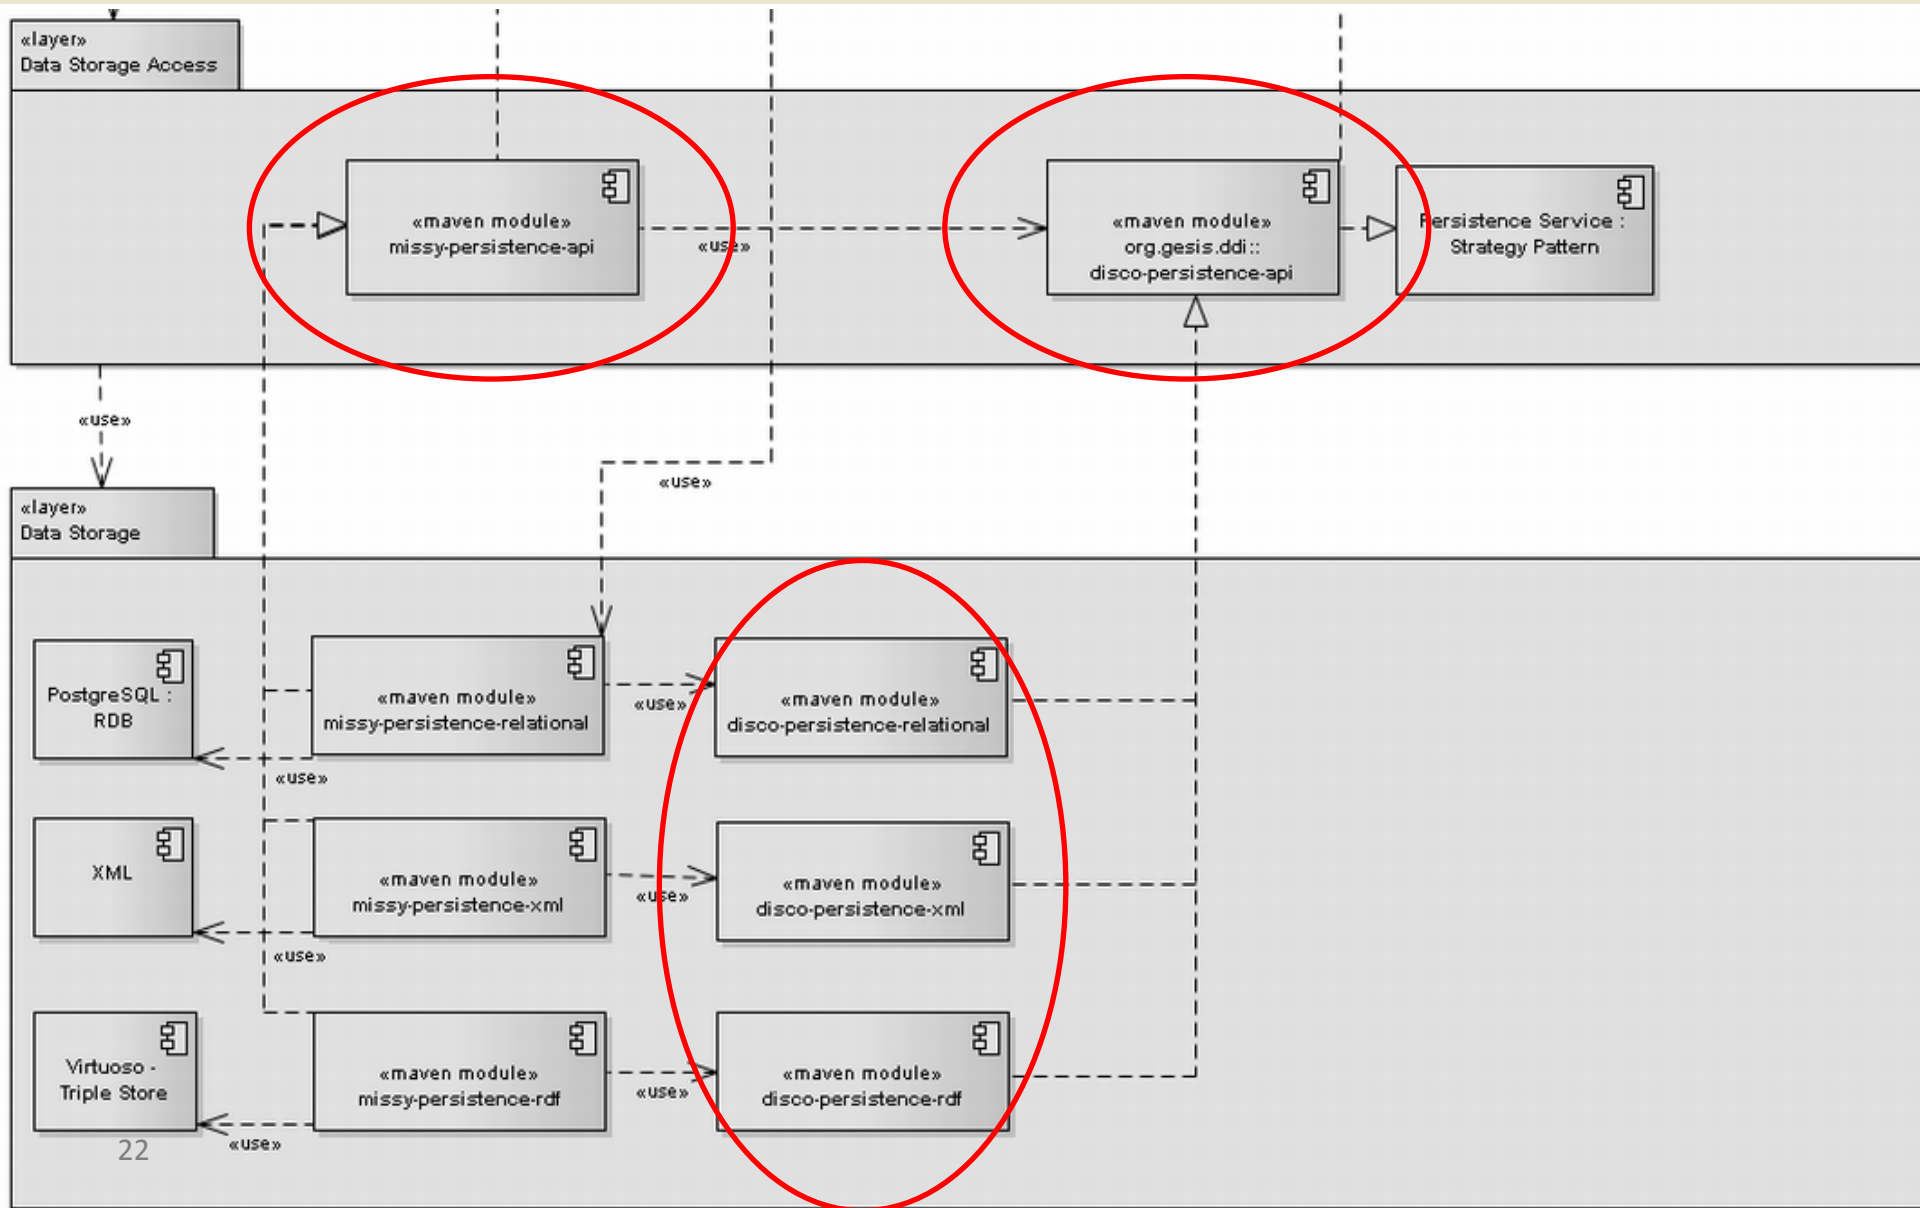 «layer»
Data Storage Access
«maven module»
missy-persistence-api
«use»
«maven module»
org.gesis.ddi::
disco-persistence-api
Persistence Service :
Strategy Pattern
«use»
«use»
«layer»
Data Storage
PostgreSQL :
RDB
«maven module»
missy-persistence-relational
«use»
«maven module»
disco-persistence-relational
«use»
XML
«maven module»
missy-persistence-xml
«use»
«maven module»
disco-persistence-xml
«use»
Virtuoso -
Triple Store
«maven module»
missy-persistence-rdf
«use»
«maven module»
disco-persistence-rdf
«use»
22